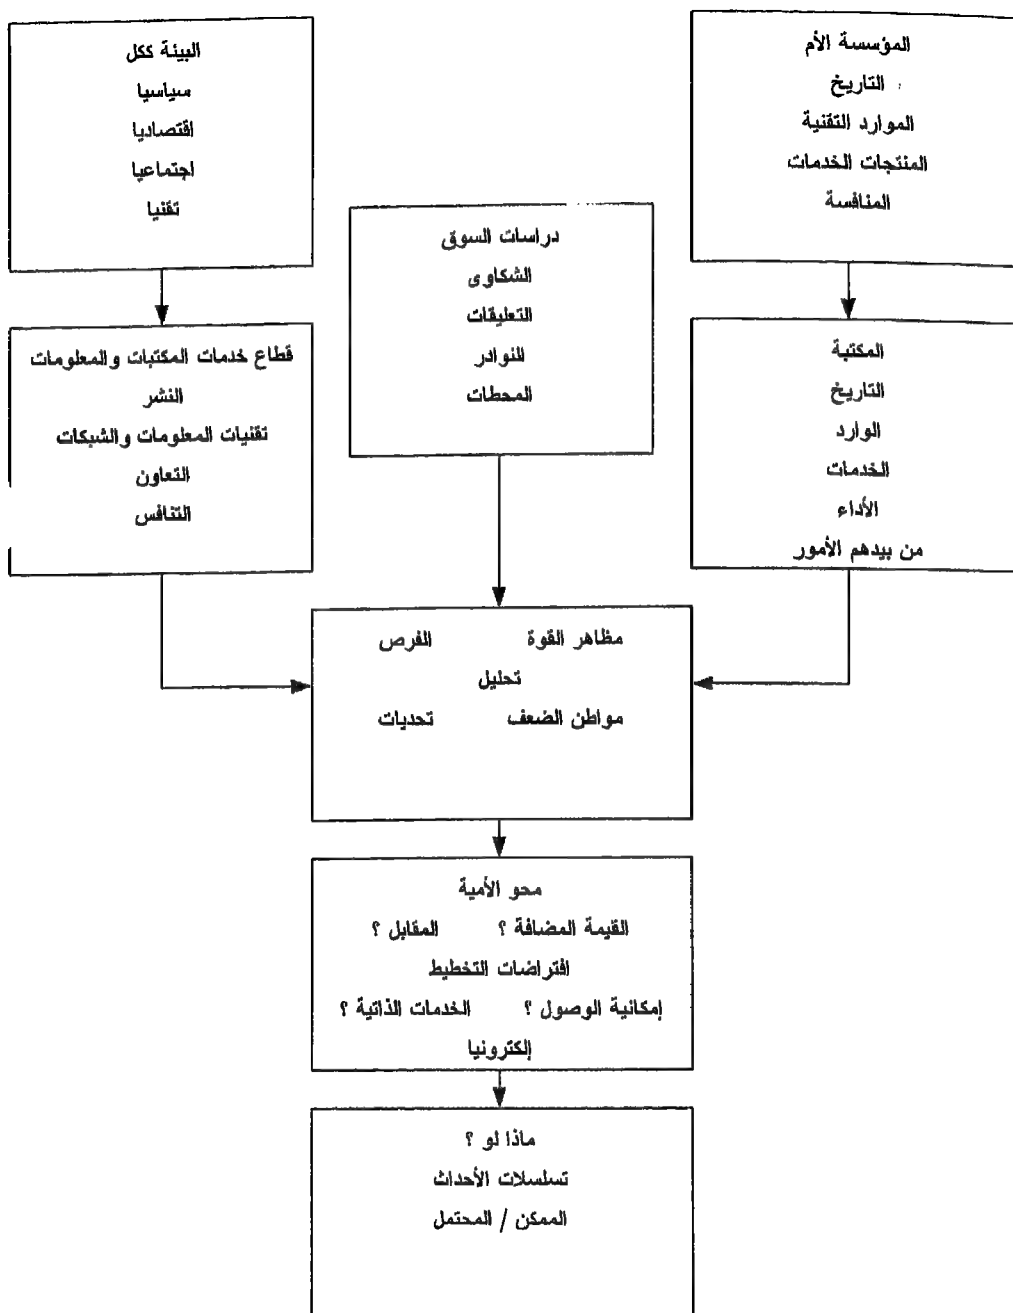 المؤسسة الأم
التاريخ
الموارد التقنية
المنتجات الخدمات
المنافسة
البيئة ككل
سياسيا
اقتصاديا
اجتماعيا
تقنيا
دراسات السوق
الشكاوى
التعليقات
النوادر
المحطات
المكتبة
التاريخ
الوارد
الخدمات
الأداء
من بيدهم الأمور
قطاع خدمات المكتبات والمعلومات
النشر
تقنيات المعلومات والشبكات
التعاون
التنافس
مظاهر القوة الفرص
تحليل
مواطن الضعف تحديات
محو الأمية
القيمة المضافة ؟ المقابل ؟
افتراضات التخطيط
إمكانية الوصول ؟ الخدمات الذاتية ؟
إلكترونيا
ماذا لو ؟
تسلسلات الأحداث
الممكن / المحتمل